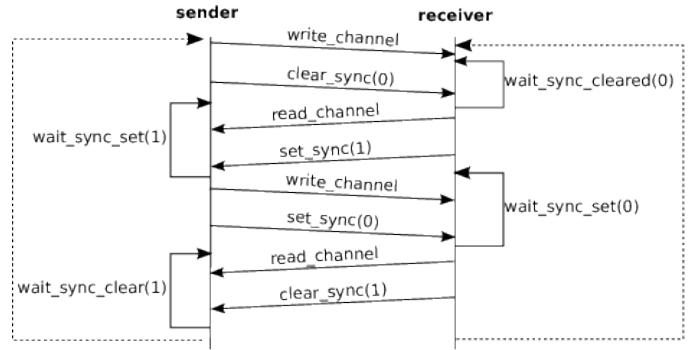 sender
receiver
write_channel
clear_sync(0)
wait_sync_cleared(0)
read_channel
wait_sync_set(1)
set_sync(1)
write_channel
wait_sync_set(0)
set_sync(0)
read_channel
wait_sync_clear(1)
clear_sync(1)